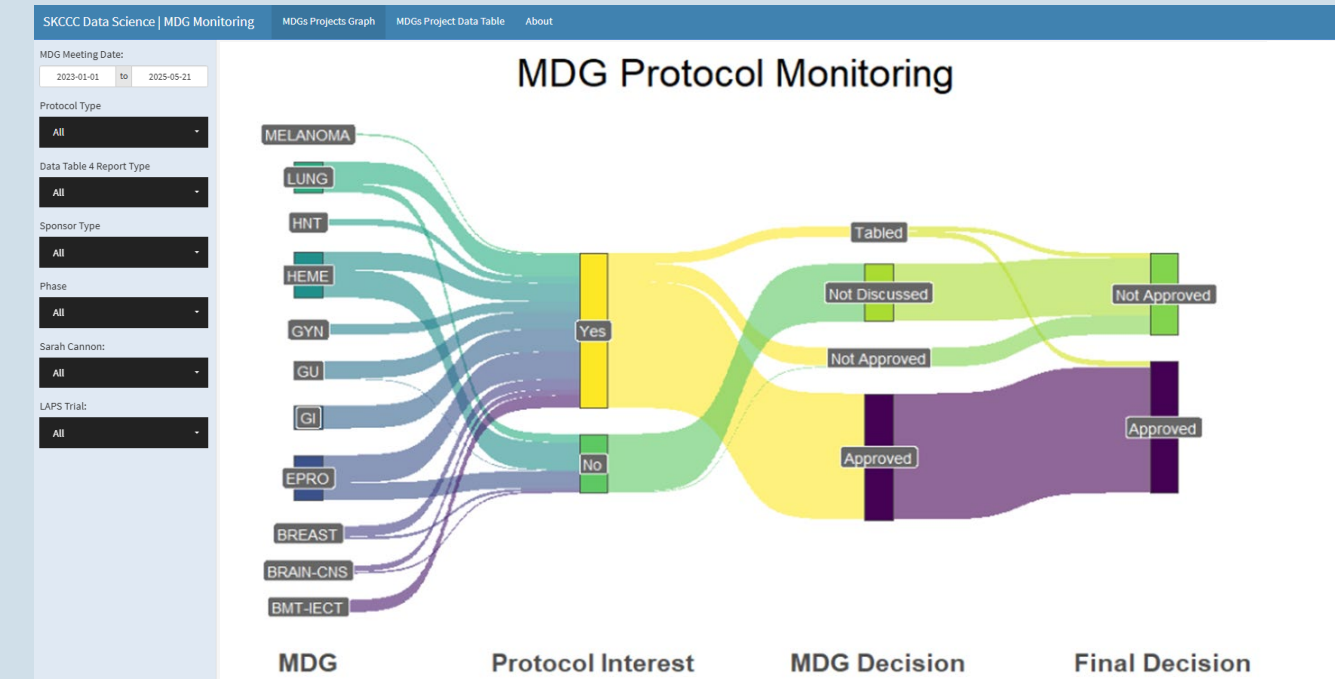 SKCCC Data Science | MDG Monitoring
MDGs Projects Graph
MDGs Project Data Table
About
MDG Meeting Date:
2023-01-01 to 2025-05-21
Protocol Type
All
Data Table 4 Report Type
All
Sponsor Type
All
Phase
All
Sarah Cannon:
All
LAPS Trial:
All
MDG Protocol Monitoring
MELANOMA
LUNG
HNT
HEME
GYN
GU
GI
EPRO
BREAST
BRAIN-CNS
BMT-IECT
Yes
No
Tabled
Not Discussed
Not Approved
Approved
Not Approved
Approved
MDG
Protocol Interest
MDG Decision
Final Decision